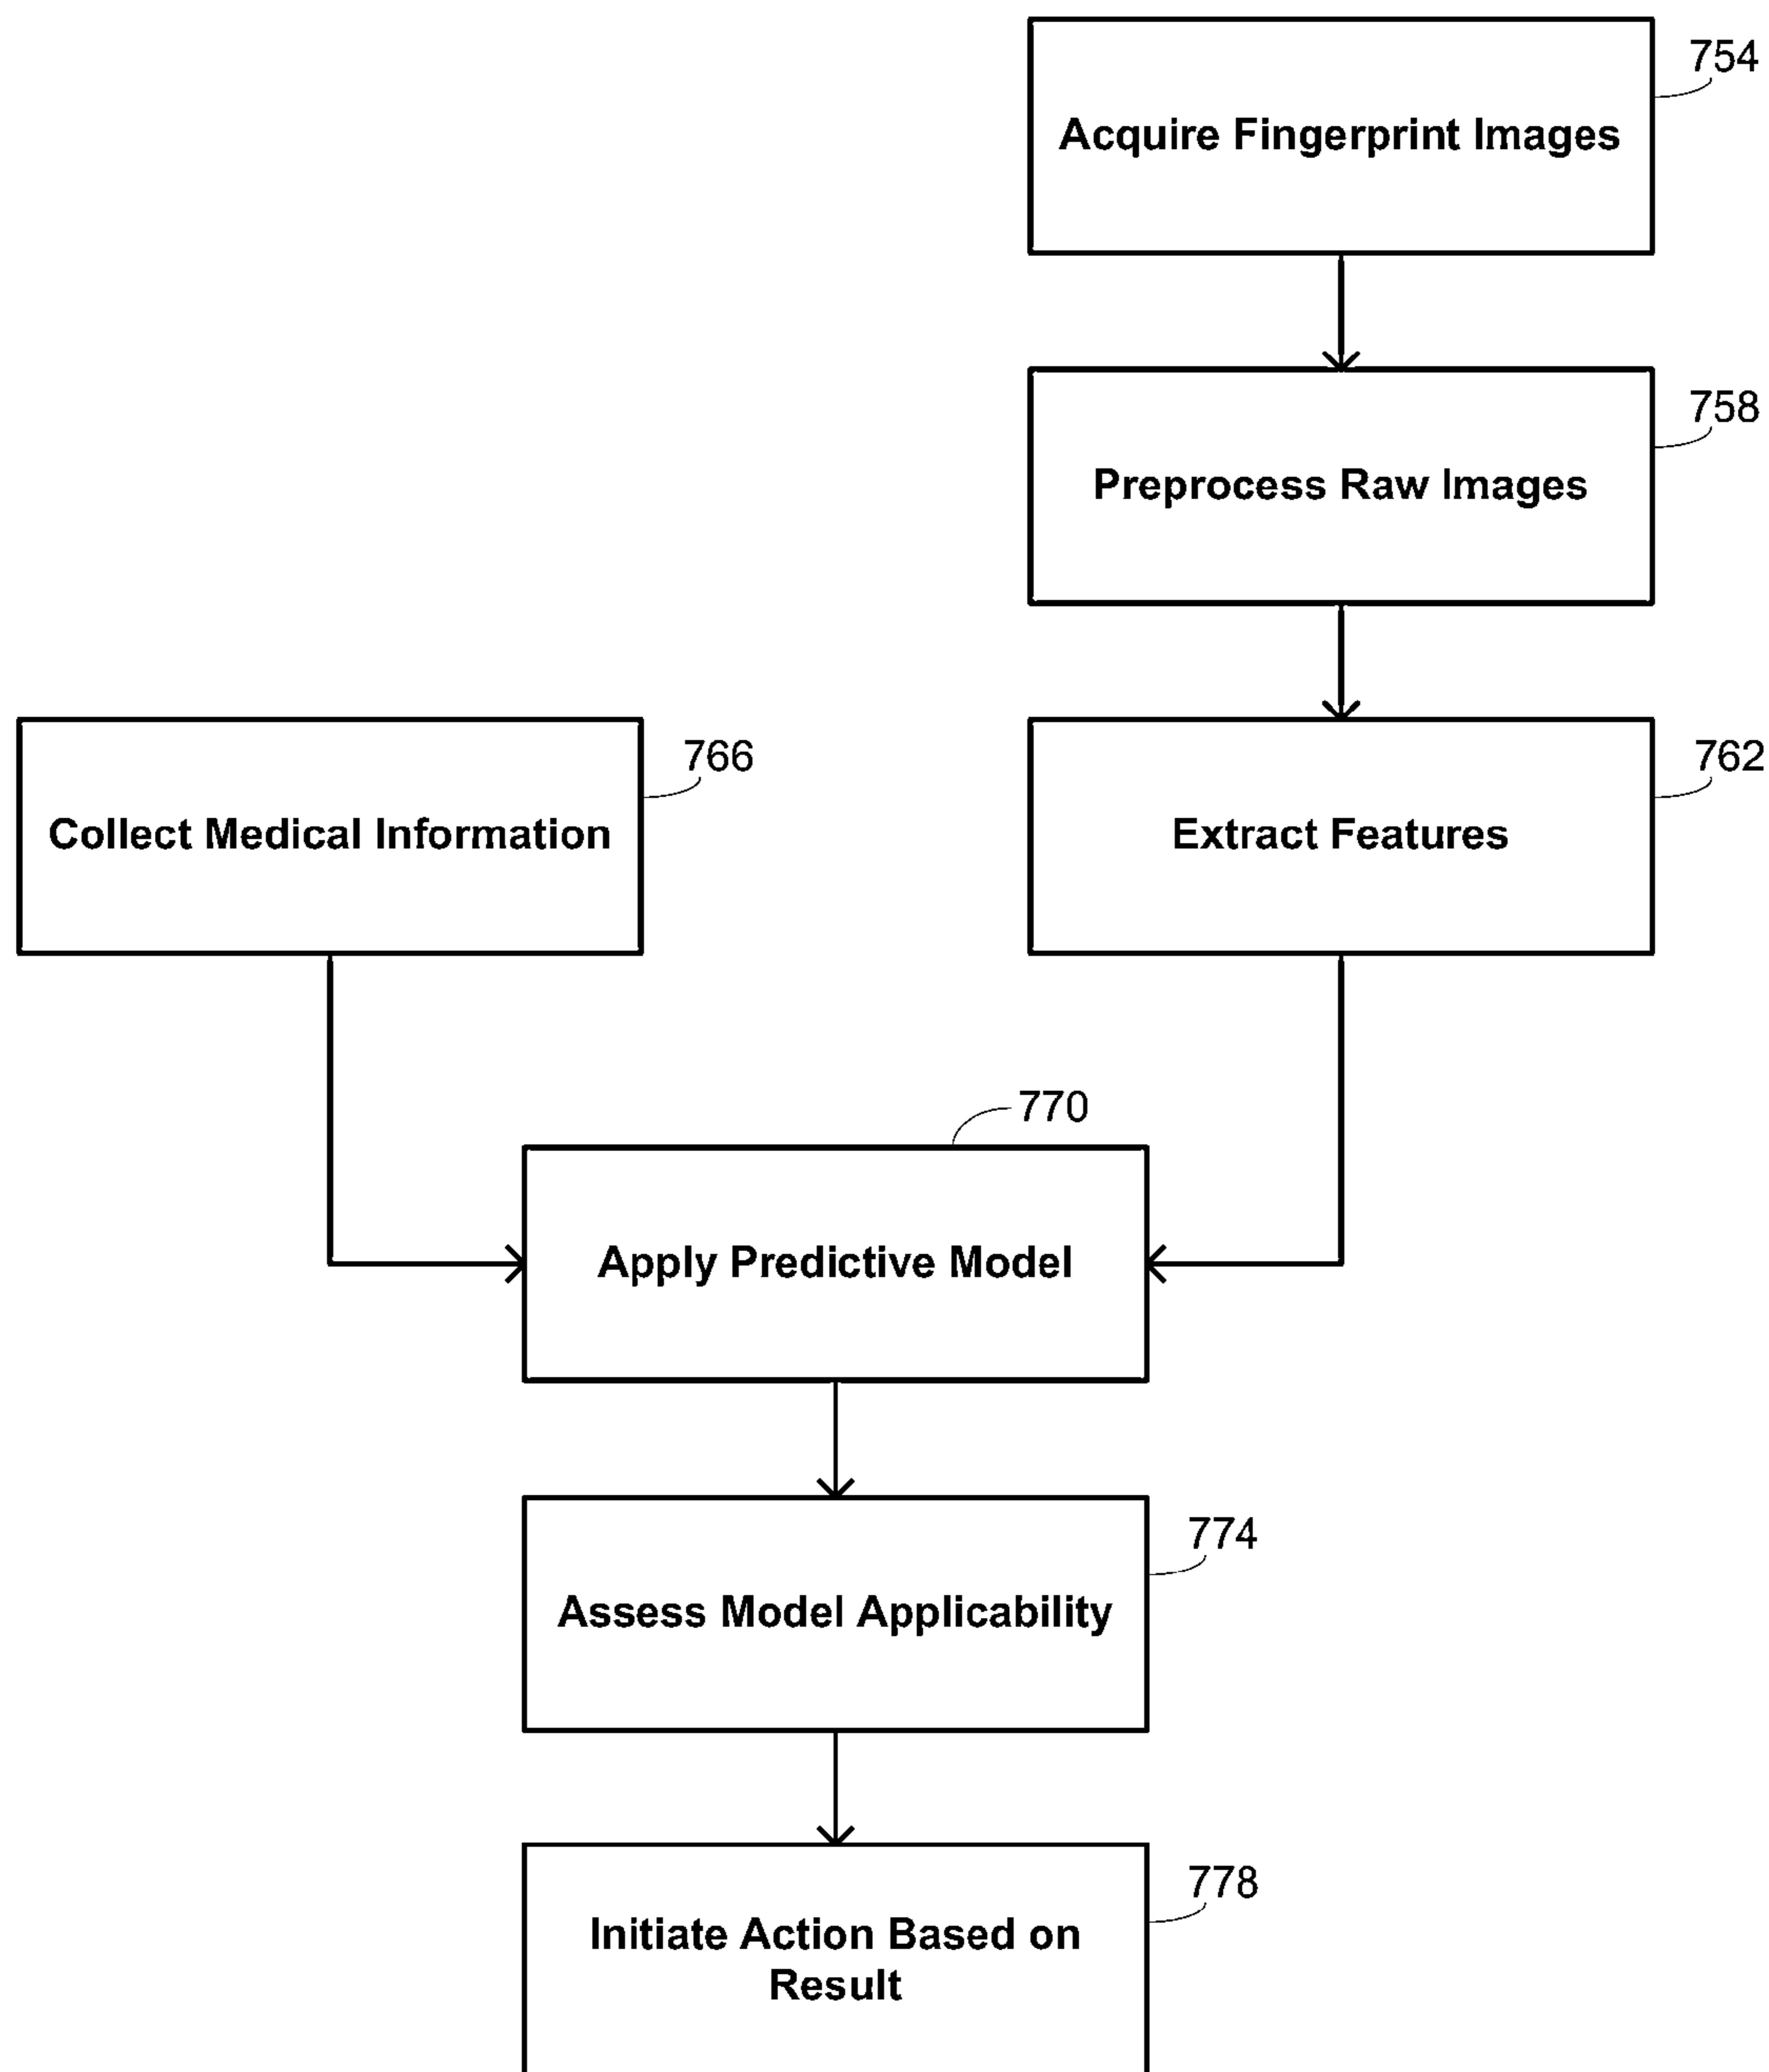 754
Acquire Fingerprint Images
758
Preprocess Raw Images
766
Collect Medical Information
762
Extract Features
770
Apply Predictive Model
774
Assess Model Applicability
778
Initiate Action Based on
Result